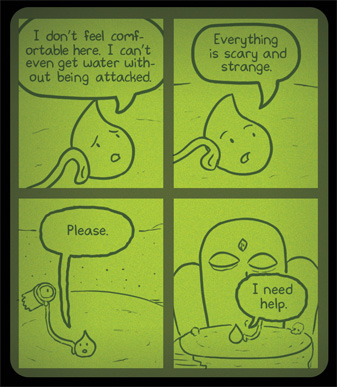 I don't feel comf-
ortable here. I can't
even get water with-
out being attacked.
Everything
is scary and
strange.
Please.
I need
help.